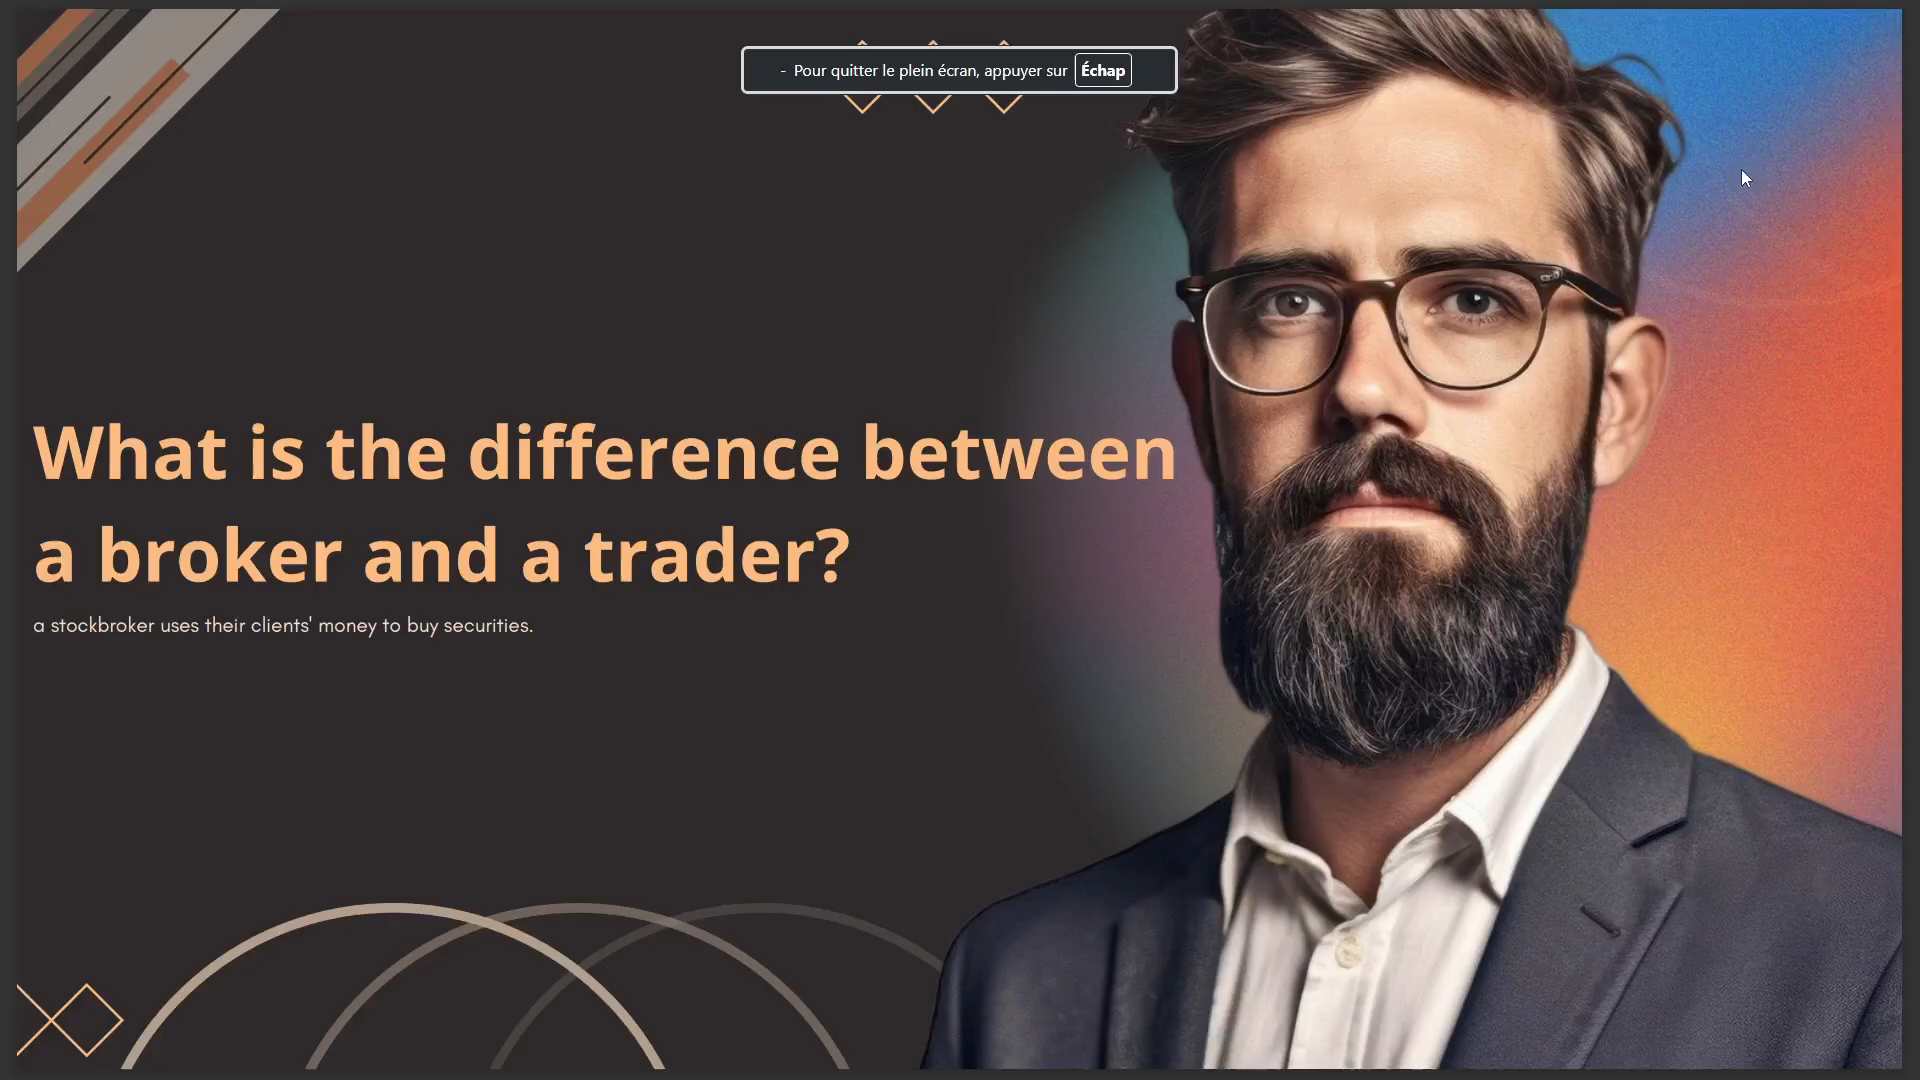 - Pour quitter le plein écran, appuyer sur Échap
What is the difference between
a broker and a trader?
a stockbroker uses their clients' money to buy securities.